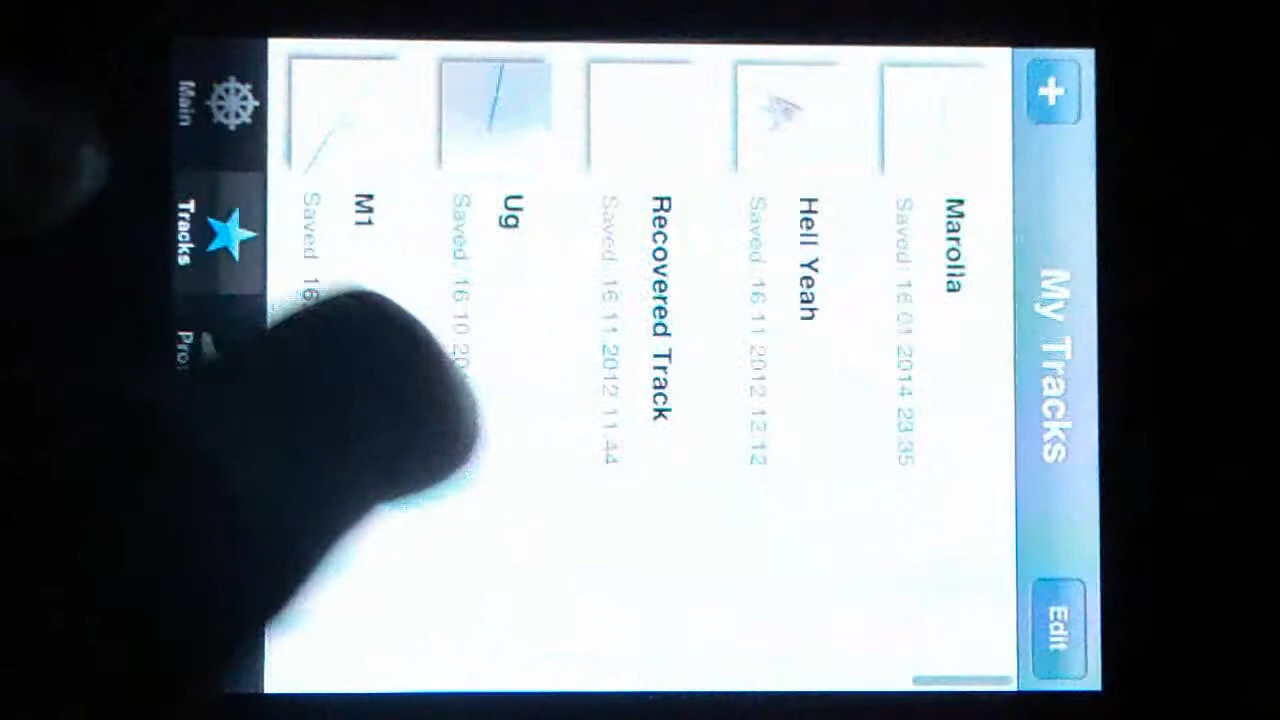 +
My Tracks
Edit
Marolla
Saved: 16 01 2014 23 35
Hell Yeah
Saved 16 11 2012 12 12
Recovered Track
Saved: 16 11 2012 11 44
Ug
Saved: 16 10 20
M1
Saved 16
Main
Tracks